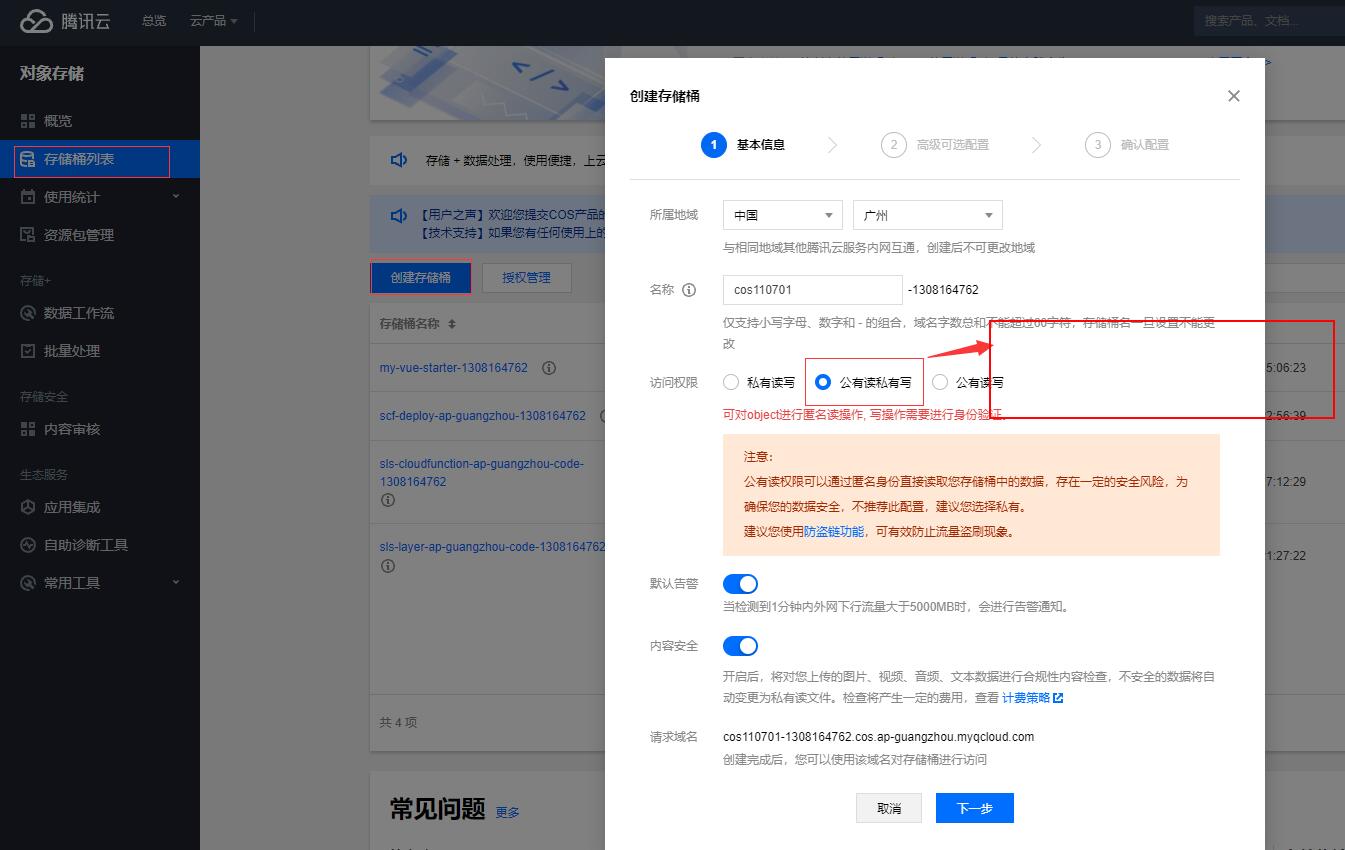 腾讯云
总览
云产品
搜索产品、文档...
对象存储
概览
存储桶列表
使用统计
资源包管理
存储+
数据工作流
批量处理
存储安全
内容审核
生态服务
应用集成
自助诊断工具
常用工具
存储 + 数据处理，使用便捷，上云
【用户之声】欢迎您提交COS产品的
【技术支持】如果您有任何使用上的
创建存储桶
授权管理
存储桶名称
my-vue-starter-1308164762
5:06:23
scf-deploy-ap-guangzhou-1308164762
2:56:39
sls-cloudfunction-ap-guangzhou-code-
1308164762
7:12:29
sls-layer-ap-guangzhou-code-1308164762
1:27:22
共 4 项
常见问题
更多
创建存储桶
1 基本信息
2 高级可选配置
3 确认配置
所属地域
中国
广州
与相同地域其他腾讯云服务内网互通，创建后不可更改地域
名称
cos110701
-1308164762
仅支持小写字母、数字和 - 的组合，域名字数总和不能超过60字符，存储桶名一旦设置不能更
改
访问权限
私有读写
公有读私有写
公有读写
可对object进行匿名读操作, 写操作需要进行身份验证。
注意：
公有读权限可以通过匿名身份直接读取您存储桶中的数据，存在一定的安全风险，为
确保您的数据安全，不推荐此配置，建议您选择私有。
建议您使用防盗链功能，可有效防止流量盗刷现象。
默认告警
当检测到1分钟内外网下行流量大于5000MB时，会进行告警通知。
内容安全
开启后，将对您上传的图片、视频、音频、文本数据进行合规性内容检查，不安全的数据将自
动变更为私有读文件。检查将产生一定的费用，查看 计费策略
请求域名
cos110701-1308164762.cos.ap-guangzhou.myqcloud.com
创建完成后，您可以使用该域名对存储桶进行访问
取消
下一步